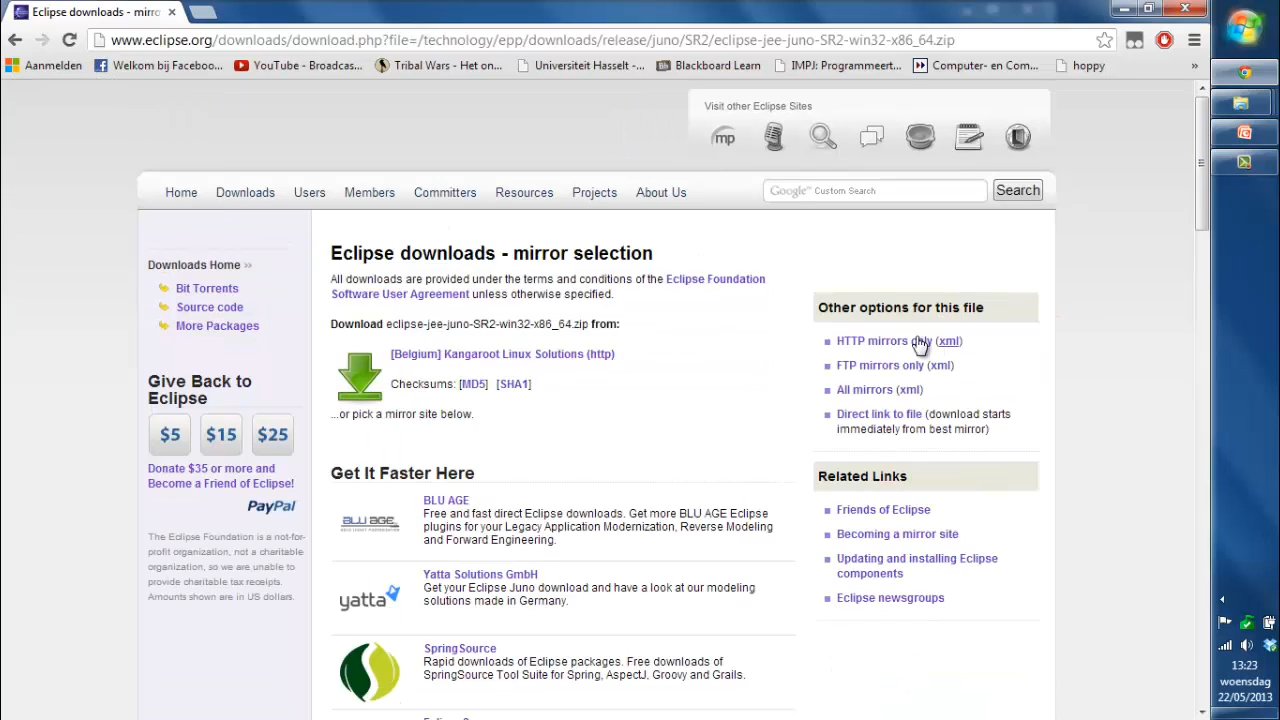 Eclipse downloads - mirro
www.eclipse.org/downloads/download.php?file=/technology/epp/downloads/release/juno/SR2/eclipse-jee-juno-SR2-win32-x86_64.zip
Aanmelden
Welkom bij Faceboo...
YouTube - Broadcas...
Tribal Wars - Het on...
Universiteit Hasselt -...
IMPJ: Programmeert...
Blackboard Learn
Computer- en Com...
hoppy
»
Visit other Eclipse Sites
mp
Home
Downloads
Users
Members
Committers
Resources
Projects
About Us
Google™ Custom Search
Search
Downloads Home »
Bit Torrents
Source code
More Packages
Give Back to
Eclipse
$5
$15
$25
Donate $35 or more and
Become a Friend of Eclipse!
PayPal
The Eclipse Foundation is a not-for-
profit organization, not a charitable
organization, so we are unable to
provide charitable tax receipts.
Amounts shown are in US dollars.
Eclipse downloads - mirror selection
All downloads are provided under the terms and conditions of the Eclipse Foundation
Software User Agreement unless otherwise specified.
Download eclipse-jee-juno-SR2-win32-x86_64.zip from:
[Belgium] Kangaroot Linux Solutions (http)
Checksums: [MD5] [SHA1]
...or pick a mirror site below.
Get It Faster Here
BLU AGE
BLU AGE
Free and fast direct Eclipse downloads. Get more BLU AGE Eclipse
plugins for your Legacy Application Modernization, Reverse Modeling
and Forward Engineering.
yatta
Yatta Solutions GmbH
Get your Eclipse Juno download and have a look at our modeling
solutions made in Germany.
SpringSource
Rapid downloads of Eclipse packages. Free downloads of
SpringSource Tool Suite for Spring, AspectJ, Groovy and Grails.
Other options for this file
HTTP mirrors only (xml)
FTP mirrors only (xml)
All mirrors (xml)
Direct link to file (download starts
immediately from best mirror)
Related Links
Friends of Eclipse
Becoming a mirror site
Updating and installing Eclipse
components
Eclipse newsgroups
13:23
woensdag
22/05/2013